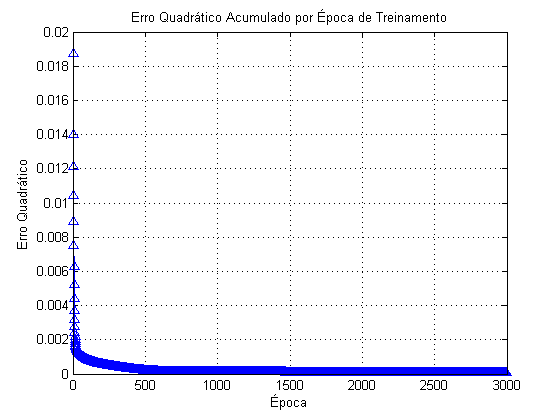 Erro Quadrático Acumulado por Época de Treinamento
0.02
0.018
0.016
0.014
0.012
0.01
0.008
0.006
0.004
0.002
0
Erro Quadrático
0 500 1000 1500 2000 2500 3000
Época